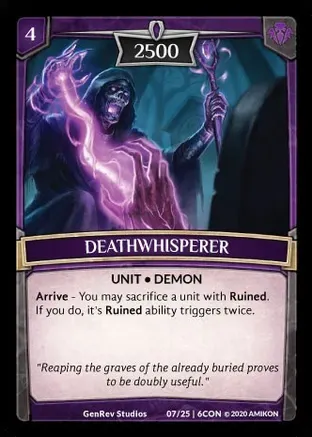 4
2500
DEATHWHISPERER
UNIT • DEMON
Arrive - You may sacrifice a unit with Ruined.
If you do, it's Ruined ability triggers twice.
"Reaping the graves of the already buried proves
to be doubly useful."
GenRev Studios 07/25 | 6CON © 2020 AMIKON